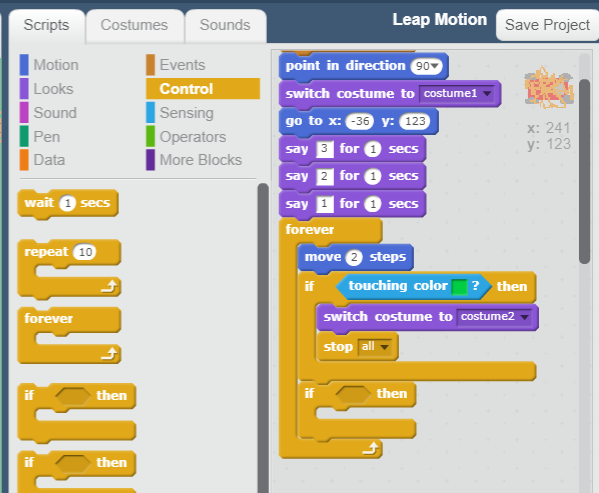 Scripts
Costumes
Sounds
Leap Motion
Save Project
Motion
Looks
Sound
Pen
Data
Events
Control
Sensing
Operators
More Blocks
wait 1 secs
repeat 10
forever
if then
if then
point in direction 90
switch costume to costume1
go to x: -36 y: 123
say 3 for 1 secs
say 2 for 1 secs
say 1 for 1 secs
forever
move 2 steps
if touching color ? then
switch costume to costume2
stop all
if then
x: 241
y: 123